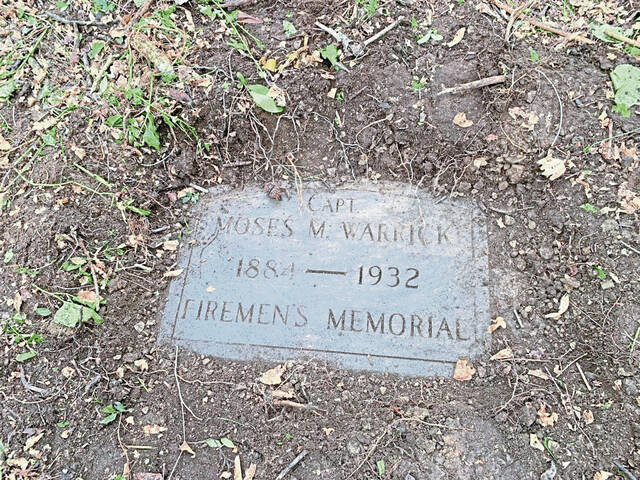 CAPT
MOSES M. WARRICK
1884 — 1932
FIREMEN'S MEMORIAL